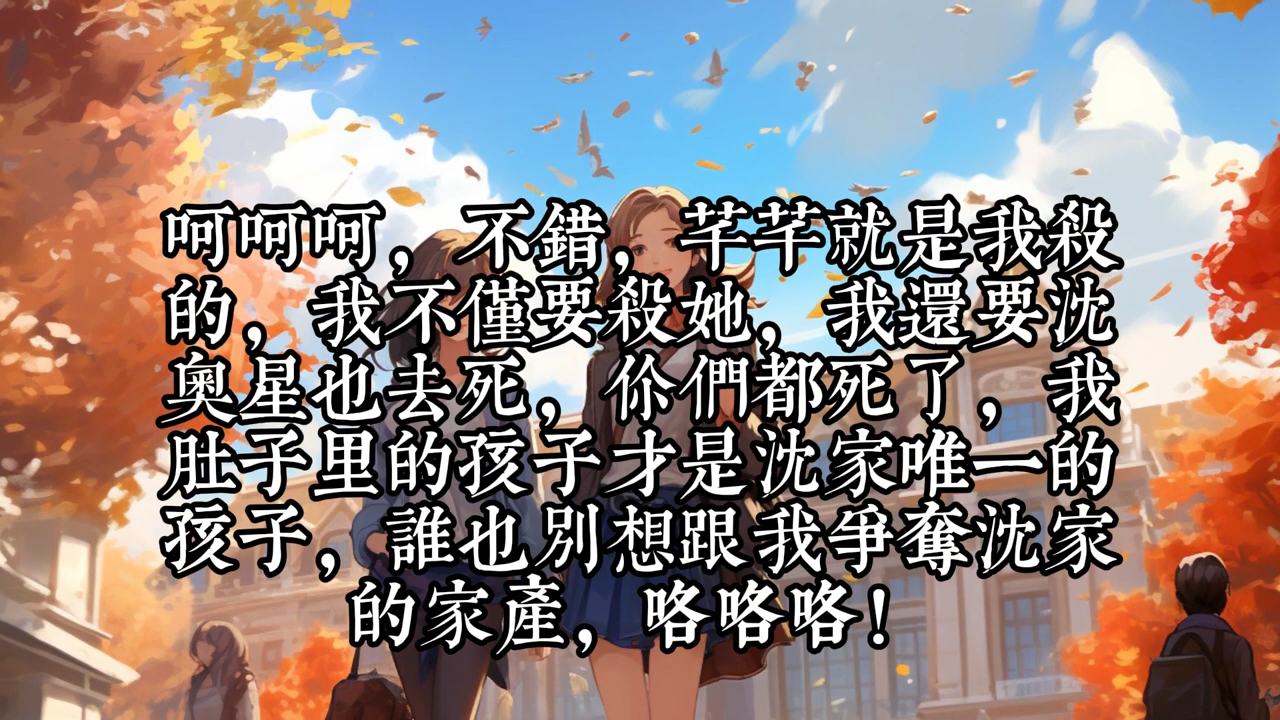 呵呵呵，不錯，芊芊就是我殺
的，我不僅要殺她，我還要沈
奧星也去死，伱們都死了，我
肚子里的孩子才是沈家唯一的
孩子，誰也別想跟我爭奪沈家
的家產，咯咯咯！